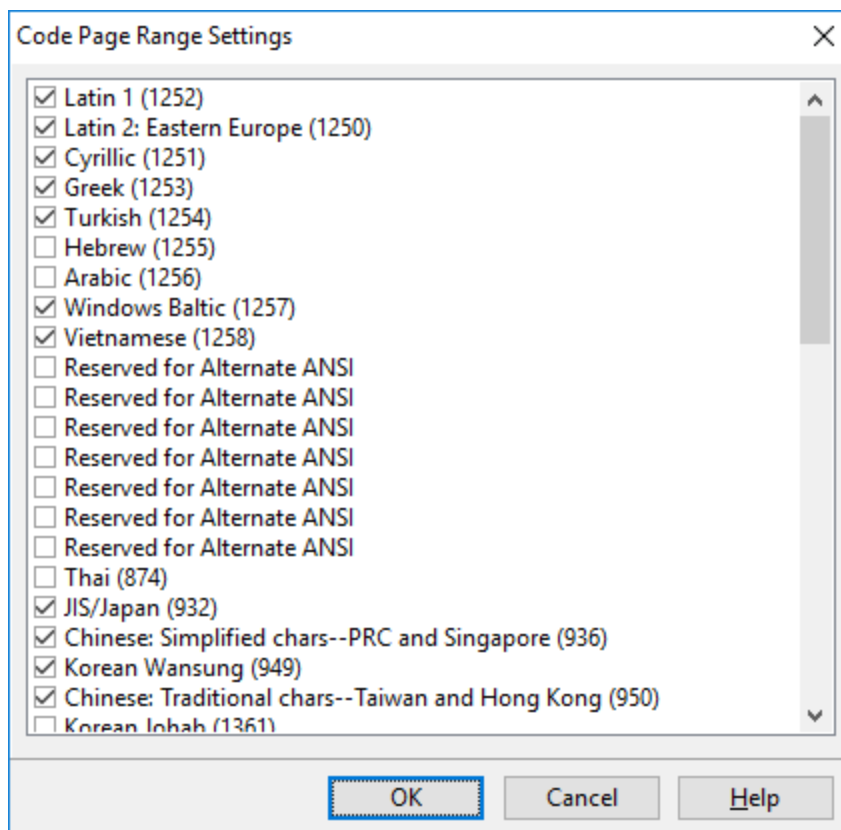 Code Page Range Settings
Latin 1 (1252)
Latin 2: Eastern Europe (1250)
Cyrillic (1251)
Greek (1253)
Turkish (1254)
Hebrew (1255)
Arabic (1256)
Windows Baltic (1257)
Vietnamese (1258)
Reserved for Alternate ANSI
Reserved for Alternate ANSI
Reserved for Alternate ANSI
Reserved for Alternate ANSI
Reserved for Alternate ANSI
Reserved for Alternate ANSI
Reserved for Alternate ANSI
Thai (874)
JIS/Japan (932)
Chinese: Simplified chars--PRC and Singapore (936)
Korean Wansung (949)
Chinese: Traditional chars--Taiwan and Hong Kong (950)
Korean Johab (1361)
OK Cancel Help